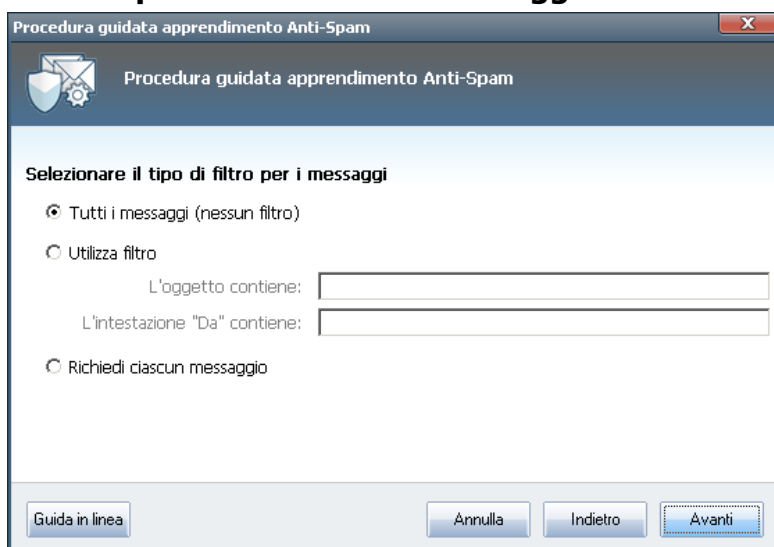 Procedura guidata apprendimento Anti-Spam
Procedura guidata apprendimento Anti-Spam
Selezionare il tipo di filtro per i messaggi
Tutti i messaggi (nessun filtro)
Utilizza filtro
L'oggetto contiene:
L'intestazione "Da" contiene:
Richiedi ciascun messaggio
Guida in linea Annulla Indietro Avanti